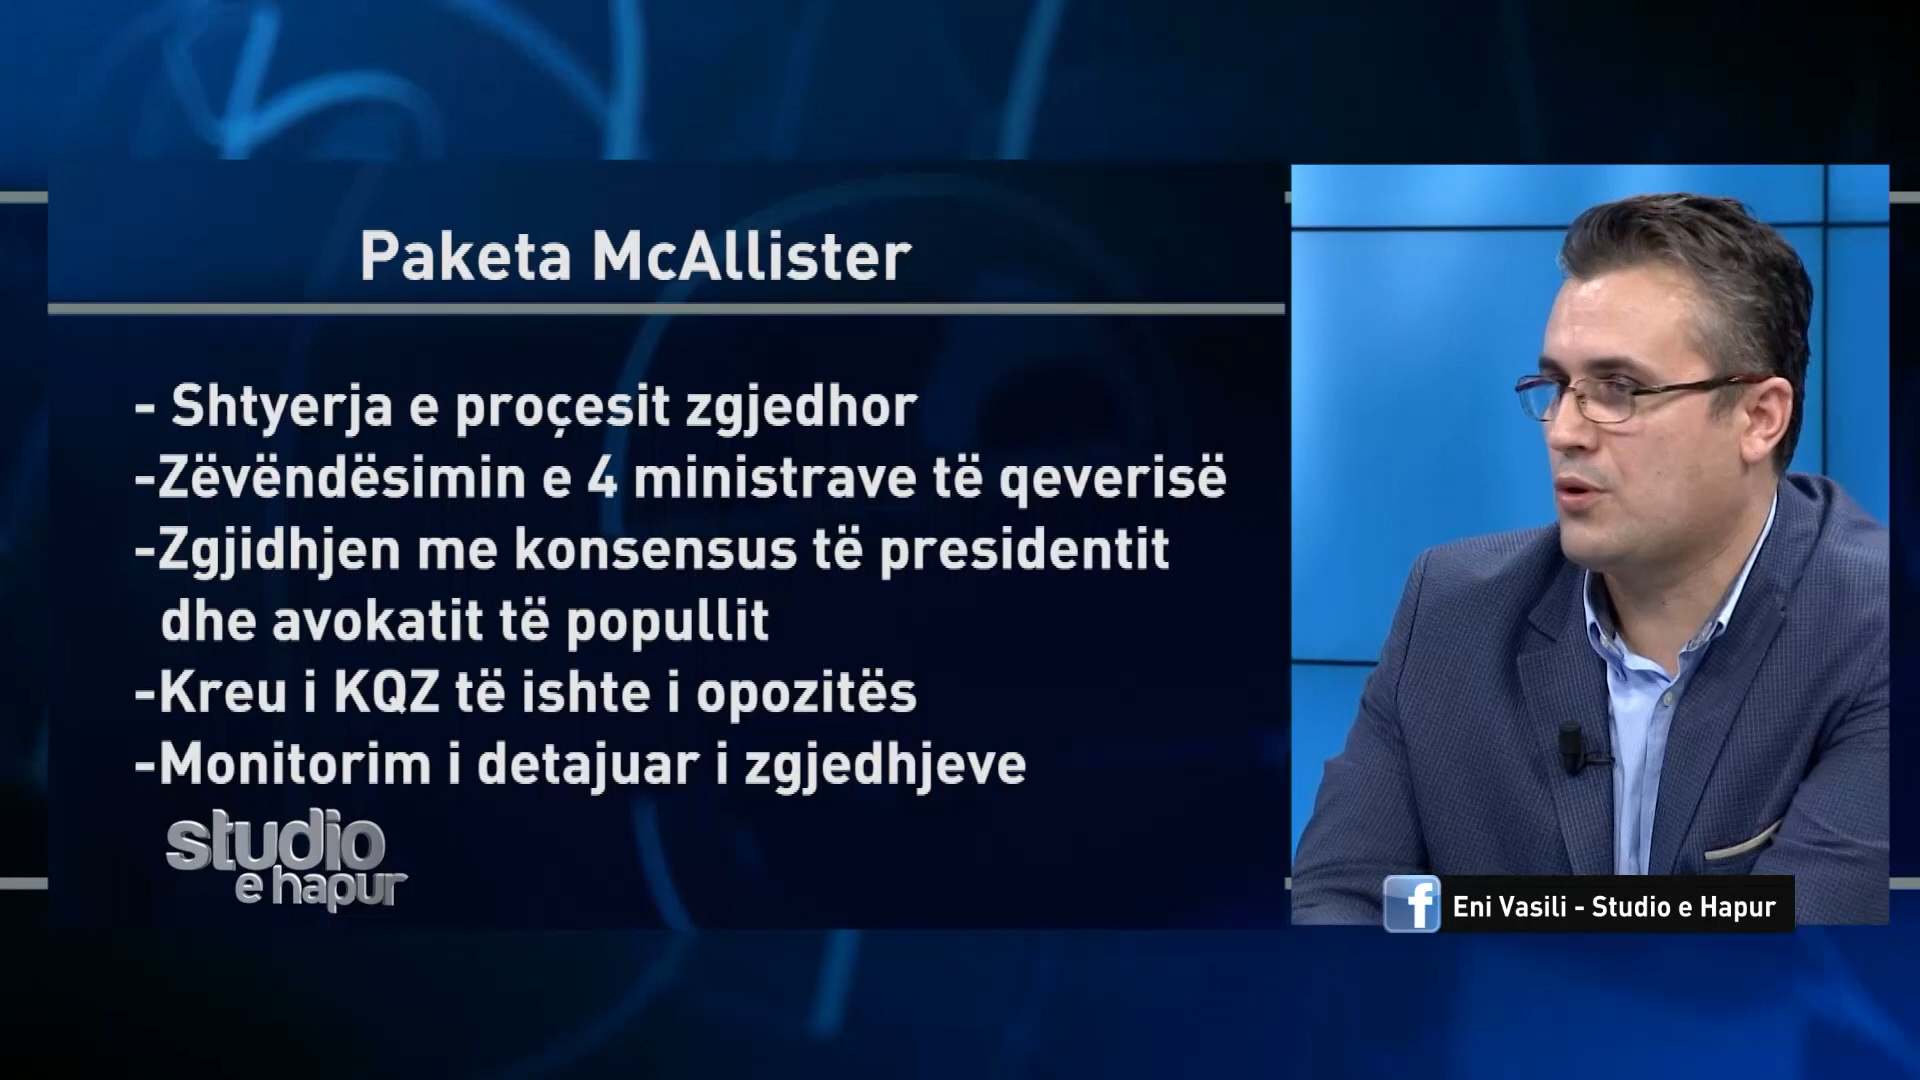 Paketa McAllister
- Shtyerja e proçesit zgjedhor
-Zëvëndësimin e 4 ministrave të qeverisë
-Zgjidhjen me konsensus të presidentit
dhe avokatit të popullit
-Kreu i KQZ të ishte i opozitës
-Monitorim i detajuar i zgjedhjeve
studio
e hapur
f Eni Vasili - Studio e Hapur